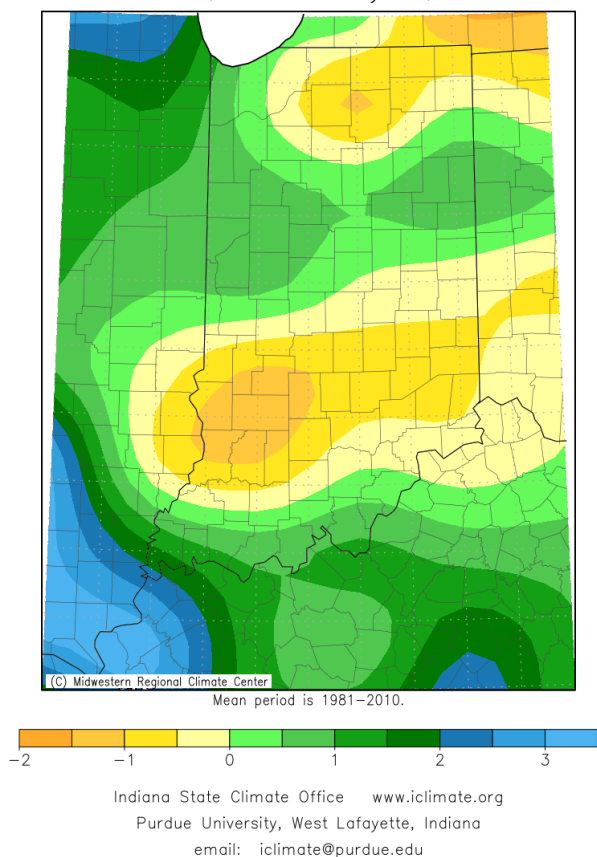 (C) Midwestern Regional Climate Center
Mean period is 1981−2010.
−2 −1 0 1 2 3
Indiana State Climate Office www.iclimate.org
Purdue University, West Lafayette, Indiana
email: iclimate@purdue.edu